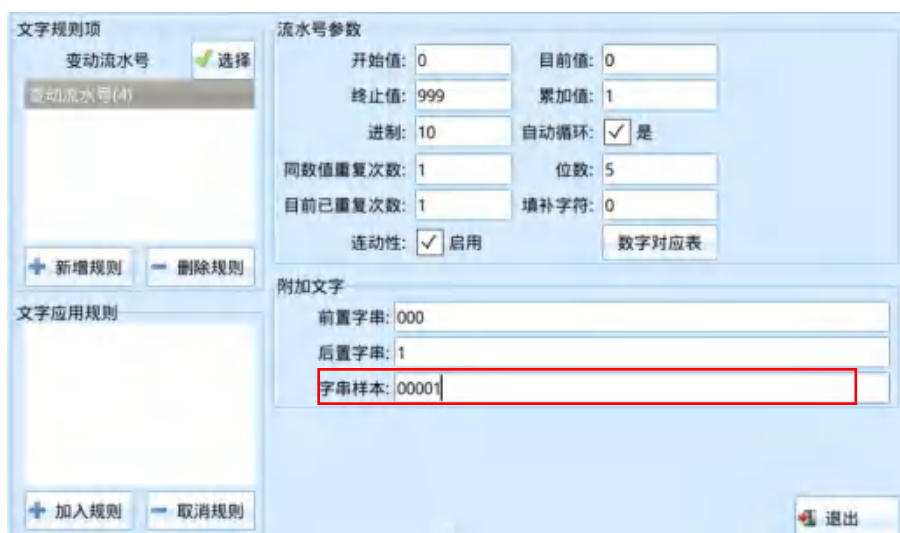 文字规则项
变动流水号 选择
变动流水号(4)
新增规则 删除规则
文字应用规则
加入规则 取消规则
流水号参数
开始值: 0 目前值: 0
终止值: 999 累加值: 1
进制: 10 自动循环: 是
同数值重复次数: 1 位数: 5
目前已重复次数: 1 填补字符: 0
连动性: 启用 数字对应表
附加文字
前置字串: 000
后置字串: 1
字串样本: 00001
退出